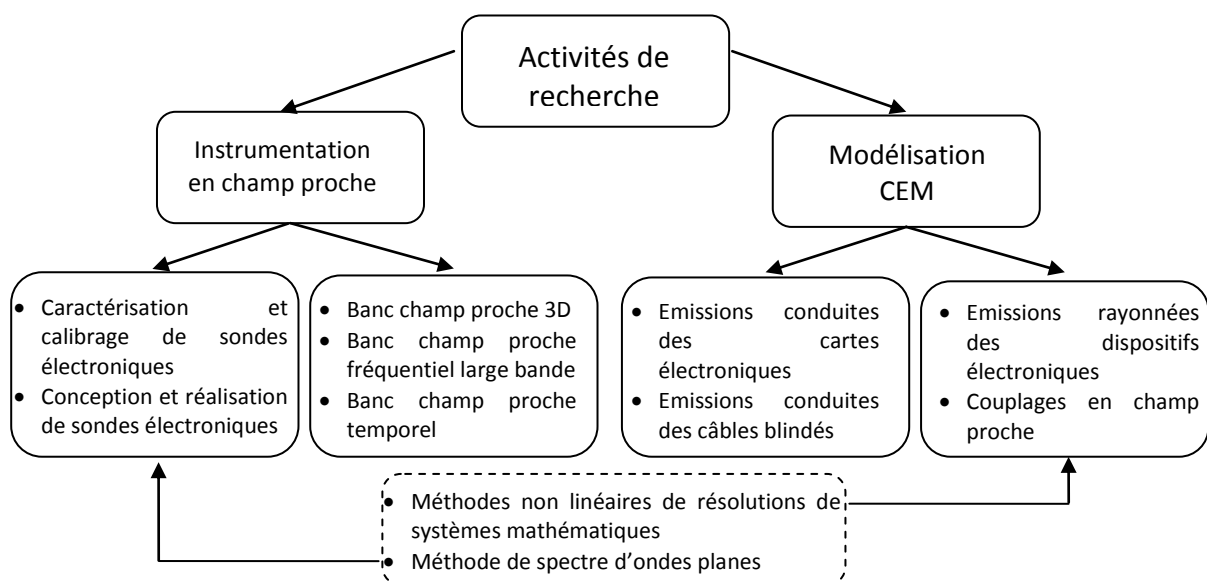 Activités de
recherche
Instrumentation
en champ proche
Modélisation
CEM
• Caractérisation et
calibrage de sondes
électroniques
• Conception et réalisation
de sondes électroniques
• Banc champ proche 3D
• Banc champ proche
fréquentiel large bande
• Banc champ proche
temporel
• Emissions conduites
des cartes
électroniques
• Emissions conduites
des câbles blindés
• Emissions rayonnées
des dispositifs
électroniques
• Couplages en champ
proche
• Méthodes non linéaires de résolutions de
systèmes mathématiques
• Méthode de spectre d'ondes planes